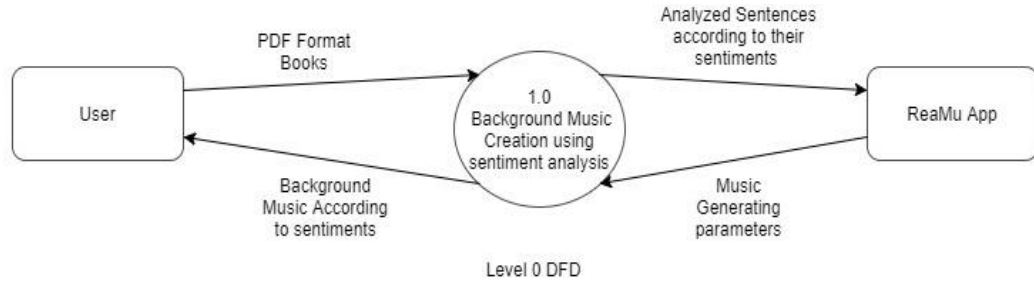 PDF Format
Books
Analyzed Sentences
according to their
sentiments
User
1.0
Background Music
Creation using
sentiment analysis
ReaMu App
Background
Music According
to sentiments
Music
Generating
parameters
Level 0 DFD